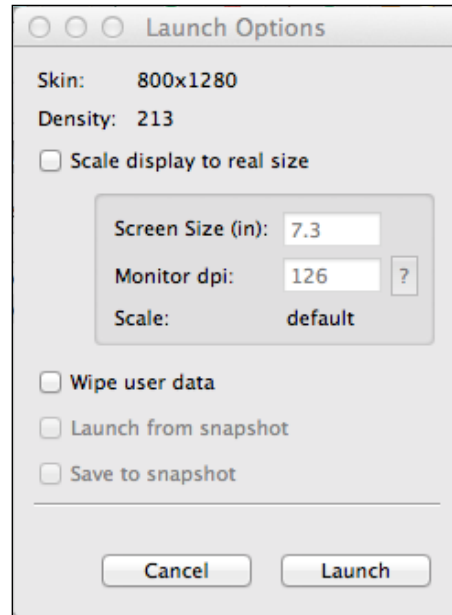 Launch Options
Skin: 800x1280
Density: 213
Scale display to real size
Screen Size (in): 7.3
Monitor dpi: 126 ?
Scale: default
Wipe user data
Launch from snapshot
Save to snapshot
Cancel Launch